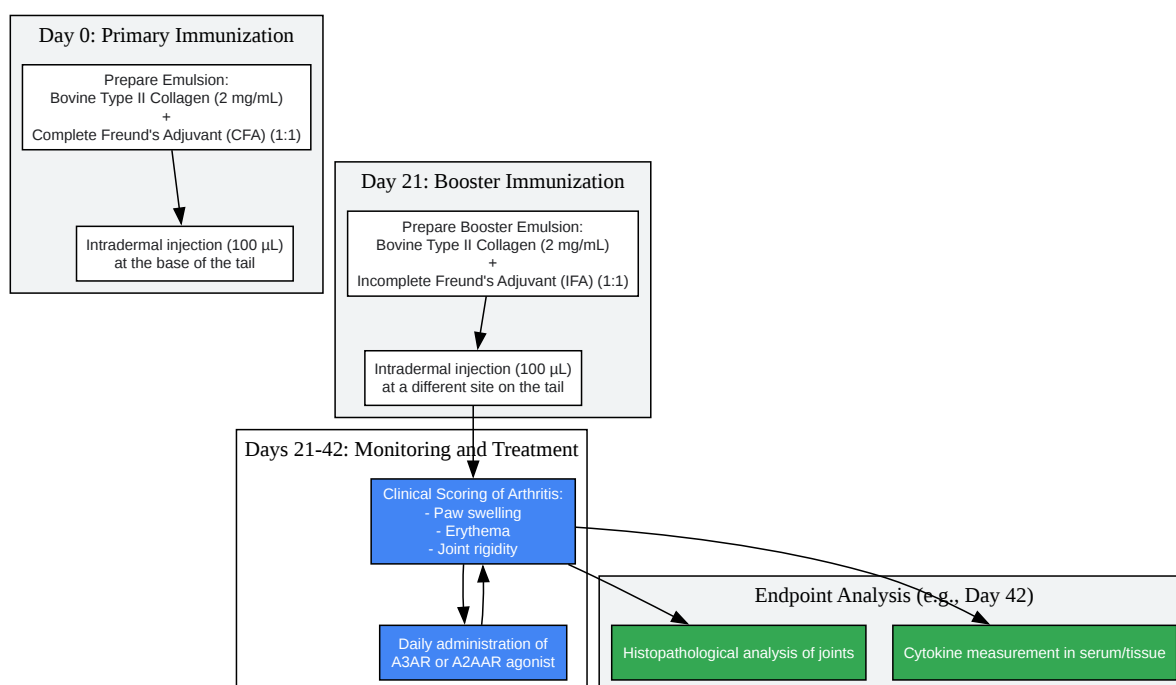 Day 0: Primary Immunization
Prepare Emulsion:
Bovine Type II Collagen (2 mg/mL)
+
Complete Freund's Adjuvant (CFA) (1:1)
Intradermal injection (100 µL)
at the base of the tail
Day 21: Booster Immunization
Prepare Booster Emulsion:
Bovine Type II Collagen (2 mg/mL)
+
Incomplete Freund's Adjuvant (IFA) (1:1)
Intradermal injection (100 µL)
at a different site on the tail
Days 21-42: Monitoring and Treatment
Clinical Scoring of Arthritis:
- Paw swelling
- Erythema
- Joint rigidity
Daily administration of
A3AR or A2AAR agonist
Endpoint Analysis (e.g., Day 42)
Histopathological analysis of joints
Cytokine measurement in serum/tissue